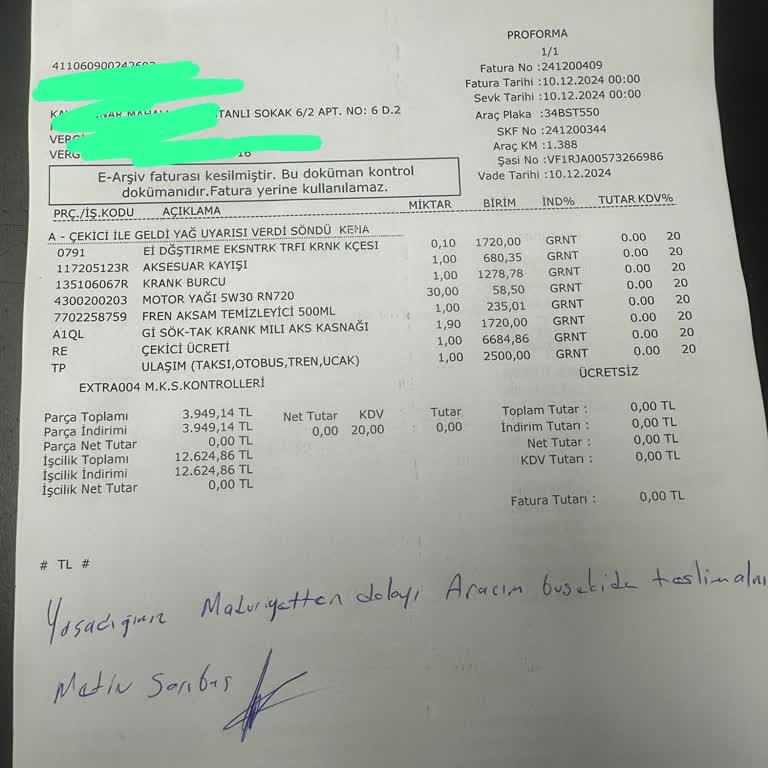 PROFORMA
1/1
Fatura No :241200409
Fatura Tarihi :10.12.2024 00:00
Sevk Tarihi :10.12.2024 00:00
Araç Plaka :34BST550
SKF No :241200344
Araç KM :1.388
Şasi No :VF1RJA00573266986
Vade Tarihi :10.12.2024
TANLI SOKAK 6/2 APT. NO: 6 D.2
E-Arşiv faturası kesilmiştir. Bu doküman kontrol
dokümanıdır.Fatura yerine kullanılamaz.
PRÇ./İŞ.KODU AÇIKLAMA MİKTAR BİRİM İND% TUTAR KDV%
A - ÇEKİCİ İLE GELDİ YAĞ UYARISI VERDİ SÖNDÜ KEMA
0791 Eİ DĞŞTİRME EKSNTRK TRFI KRNK KÇESI 0,10 1720,00 GRNT 0.00 20
117205123R AKSESUAR KAYIŞI 1,00 680,35 GRNT 0.00 20
135106067R KRANK BURCU 1,00 1278,78 GRNT 0.00 20
4300200203 MOTOR YAĞI 5W30 RN720 30,00 58,50 GRNT 0.00 20
7702258759 FREN AKSAM TEMİZLEYİCİ 500ML 1,00 235,01 GRNT 0.00 20
A1QL Gİ SÖK-TAK KRANK MILI AKS KASNAĞI 1,90 1720,00 GRNT 0.00 20
RE ÇEKİCİ ÜCRETİ 1,00 6684,86 GRNT 0.00 20
TP ULAŞIM (TAKSI,OTOBUS,TREN,UCAK) 1,00 2500,00 GRNT 0.00 20
EXTRA004 M.K.S.KONTROLLERİ ÜCRETSİZ
Parça Toplamı 3.949,14 TL Net Tutar KDV Tutar Toplam Tutar : 0,00 TL
Parça İndirimi 3.949,14 TL 0,00 20,00 0,00 İndirim Tutarı : 0,00 TL
Parça Net Tutar 0,00 TL Net Tutar : 0,00 TL
İşcilik Toplamı 12.624,86 TL KDV Tutarı : 0,00 TL
İşcilik İndirimi 12.624,86 TL
İşcilik Net Tutar 0,00 TL Fatura Tutarı : 0,00 TL
# TL #
Yaşadığımız Maduriyetten dolayı Aracım buşekilde teslimalnı
Metin Sarıbaş